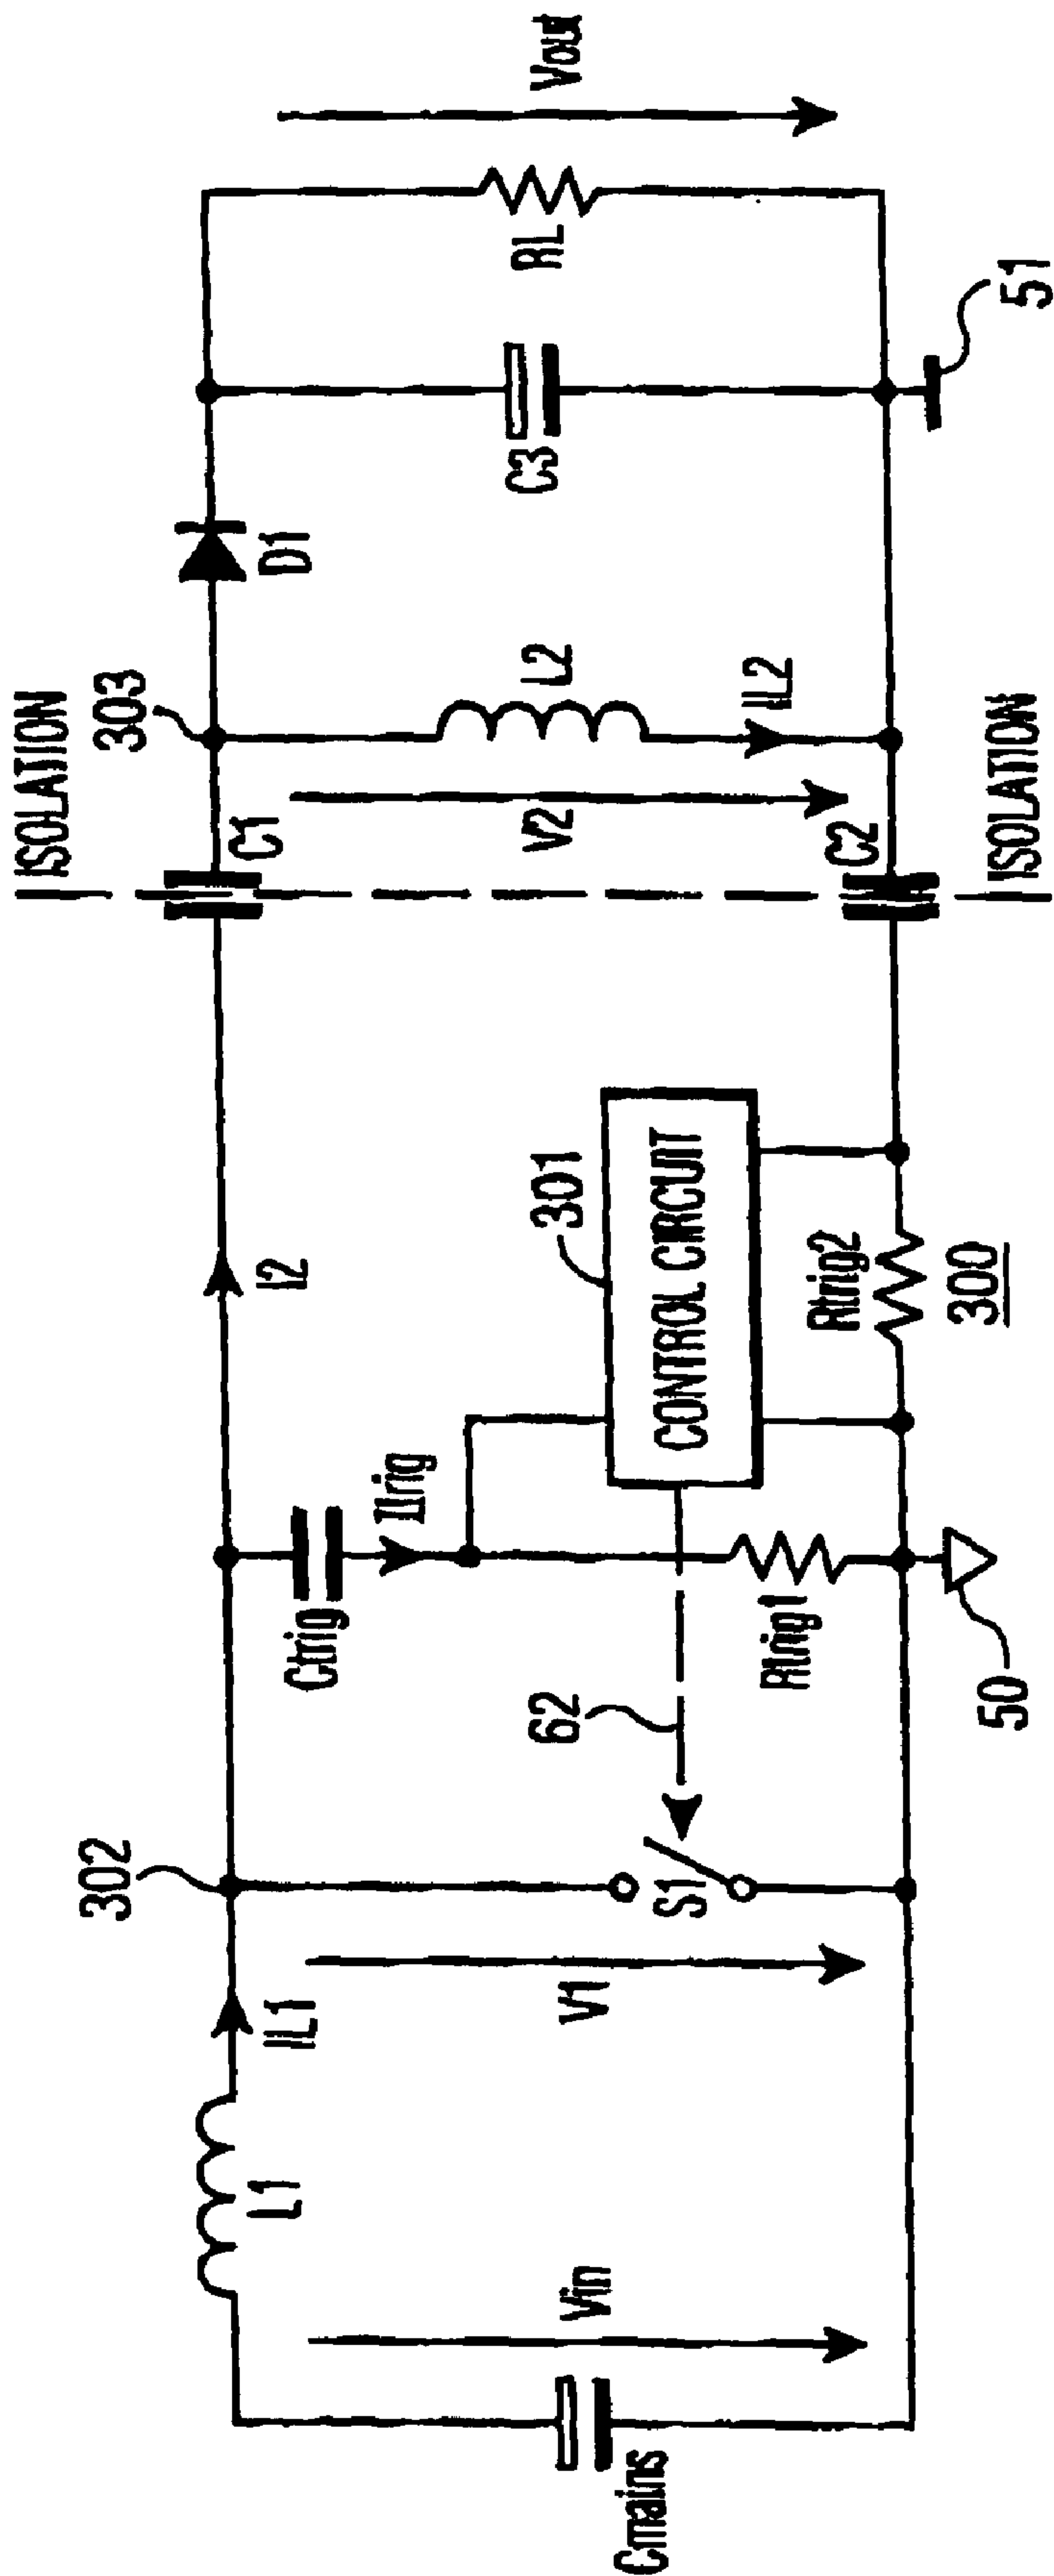 ISOLATION
303
302
L1
IL1
I2
C1
D1
Ctrig
ITrig
Vin
V1
62
S1
301
CONTROL CIRCUIT
V2
L2
IL2
C3
RL
Vout
Cmains
Rtrig1
Rtrig2
C2
50
300
ISOLATION
51